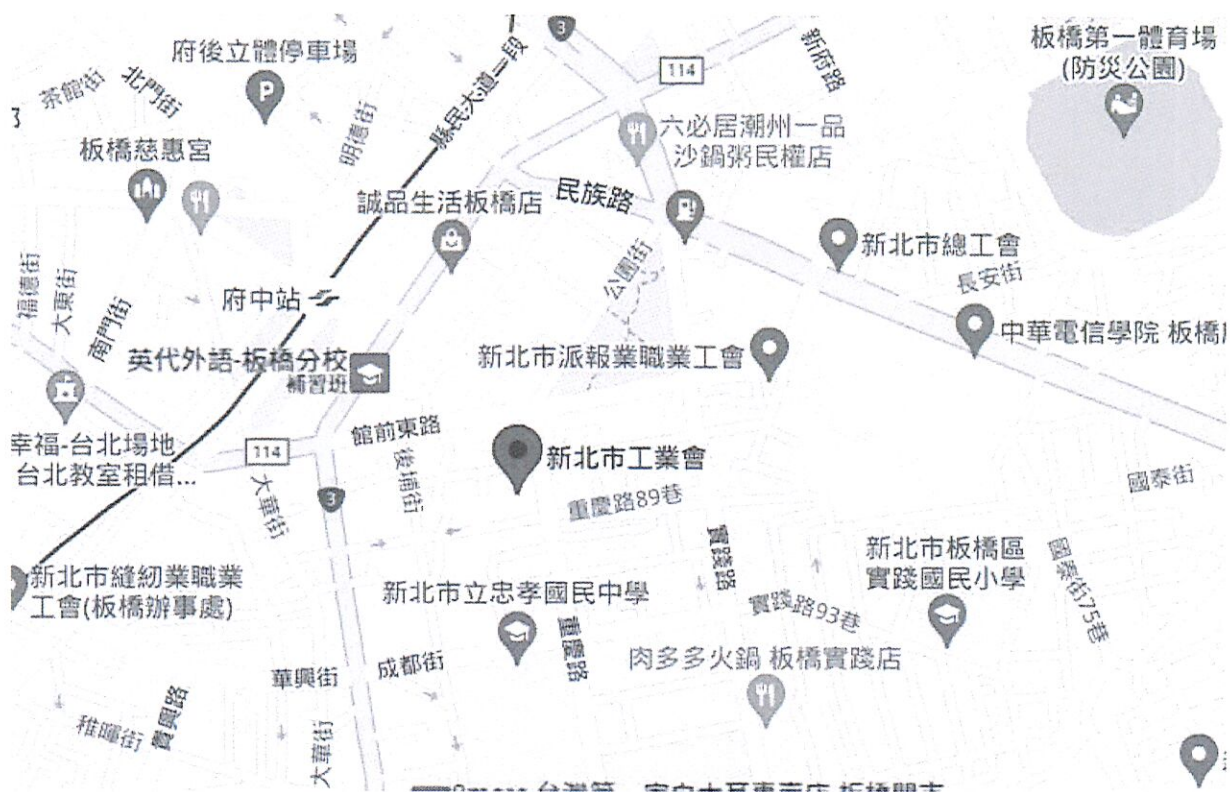 3
板橋第一體育場
(防災公園)
府後立體停車場
114
新府路
縣民大道一段
茶館街
北門街
明德街
P
六必居潮州一品
沙鍋粥民權店
板橋慈惠宮
民族路
誠品生活板橋店
新北市總工會
公園街
長安街
福德街
大東街
南門街
府中站
中華電信學院 板橋
新北市派報業職業工會
英代外語-板橋分校
補習班
館前東路
幸福-台北場地
台北教室租借...
114
後埔街
新北市工業會
大華街
3
重慶路89巷
國泰街
實踐路
新北市板橋區
實踐國民小學
新北市縫紉業職業
工會(板橋辦事處)
新北市立忠孝國民中學
國泰街75巷
實踐路93巷
重慶路
肉多多火鍋 板橋實踐店
華興街
成都街
稚暉街
大華街